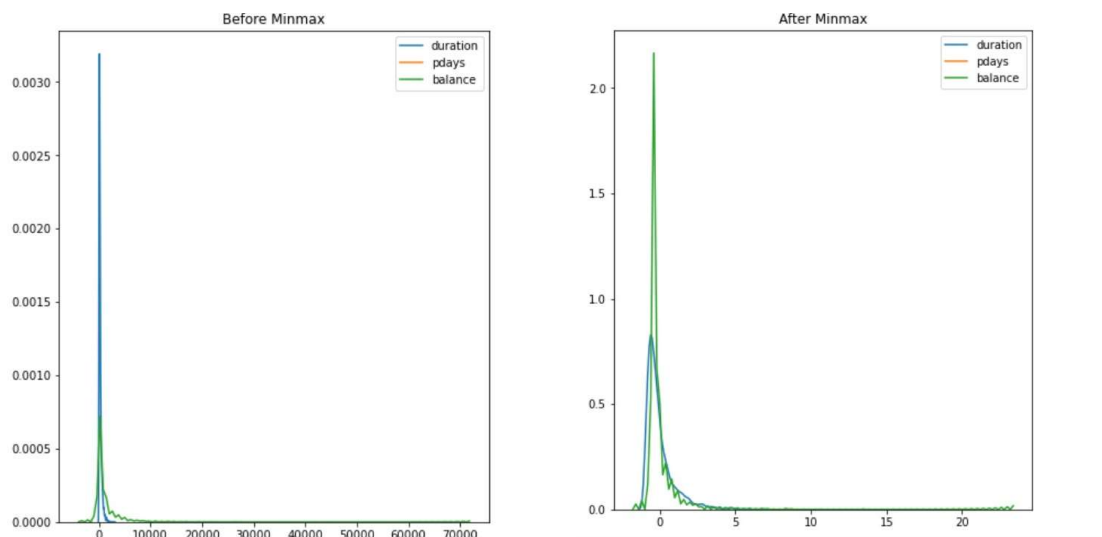 Before Minmax
duration
pdays
balance
0.0030
0.0025
0.0020
0.0015
0.0010
0.0005
0.0000
0 10000 20000 30000 40000 50000 60000 70000
After Minmax
duration
pdays
balance
2.0
1.5
1.0
0.5
0.0
0 5 10 15 20